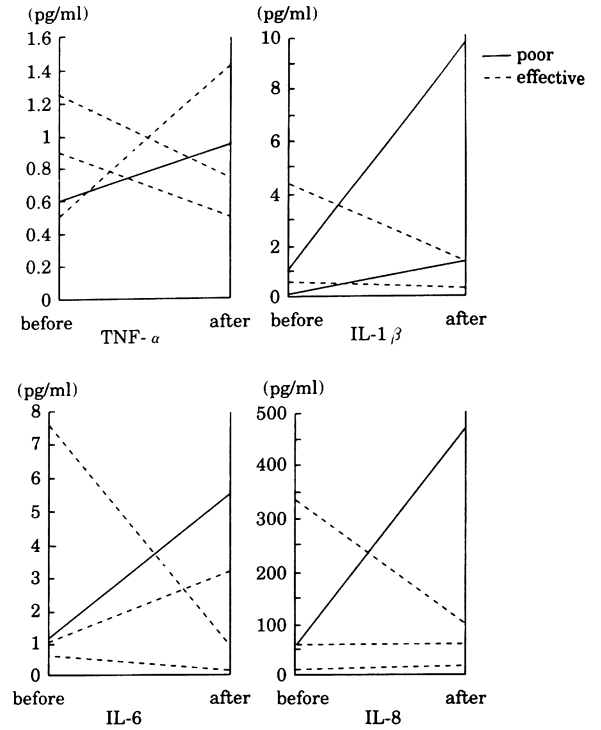 (pg/ml)
1.6
1.4
1.2
1
0.8
0.6
0.4
0.2
0
before
after
TNF- α
(pg/ml)
10
8
6
4
2
0
before
after
IL-1 β
poor
effective
(pg/ml)
8
7
6
5
4
3
2
1
0
before
after
IL-6
(pg/ml)
500
400
300
200
100
0
before
after
IL-8